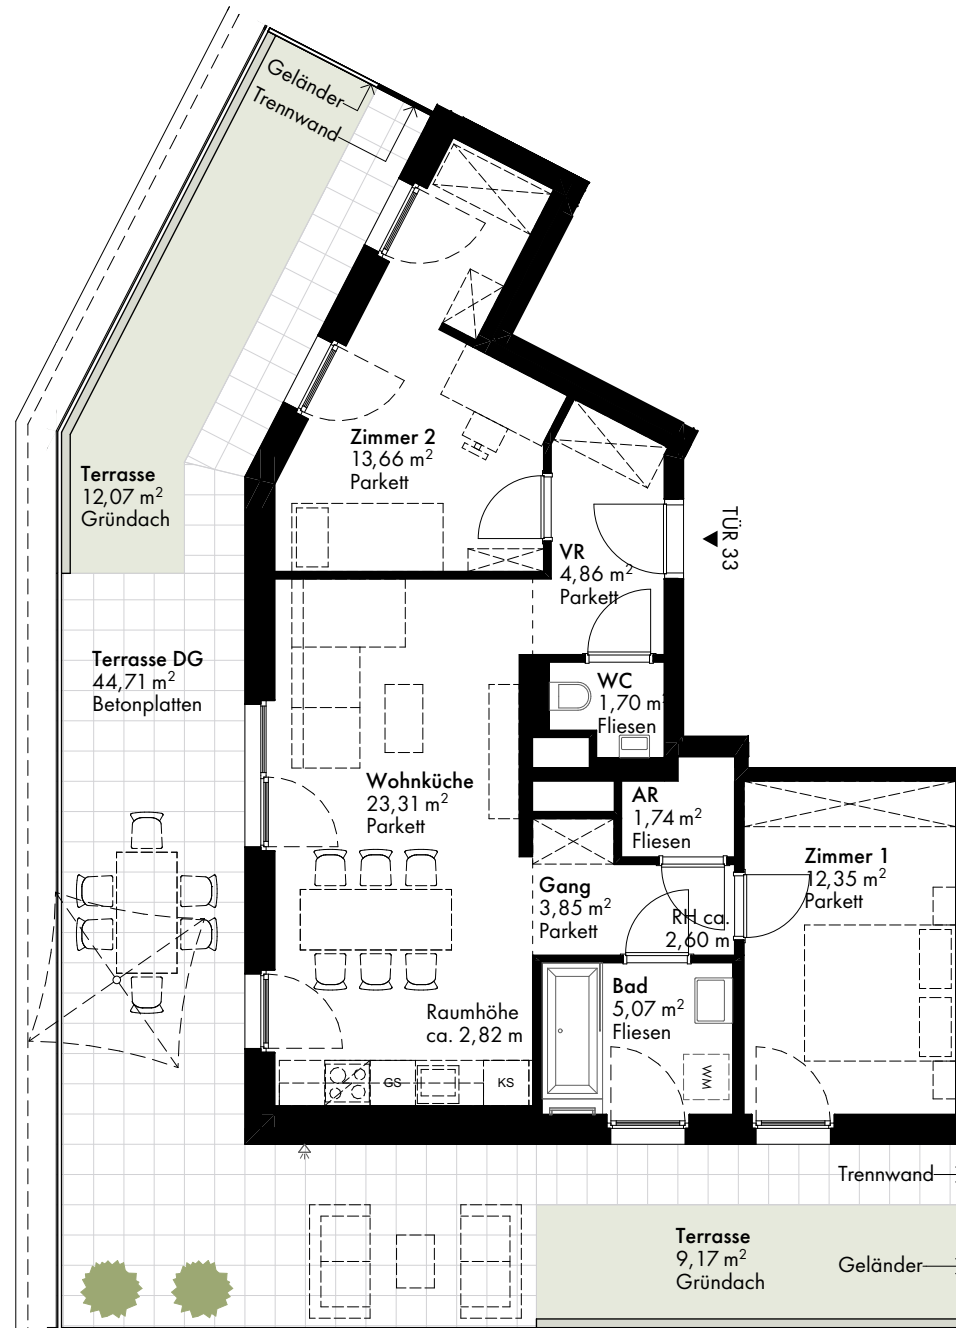 Geländer
Trennwand
Zimmer 2
13,66 m²
Parkett
Terrasse
12,07 m²
Gründach
TÜR 33
VR
4,86 m²
Parkett
Terrasse DG
44,71 m²
Betonplatten
WC
1,70 m²
Fliesen
Wohnküche
23,31 m²
Parkett
AR
1,74 m²
Fliesen
Zimmer 1
12,35 m²
Parkett
Gang
3,85 m²
Parkett
RH ca.
2,60 m
Bad
5,07 m²
Fliesen
Raumhöhe
ca. 2,82 m
GS
KS
WM
Trennwand
Terrasse
9,17 m²
Gründach
Geländer